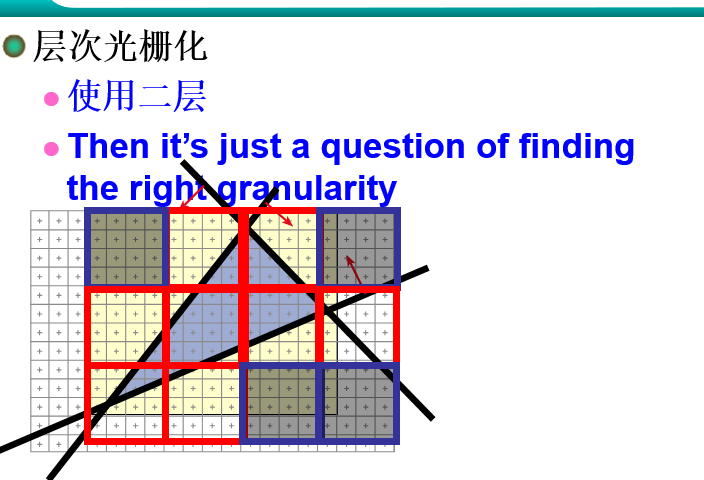 层次光栅化
使用二层
Then it's just a question of finding
the right granularity